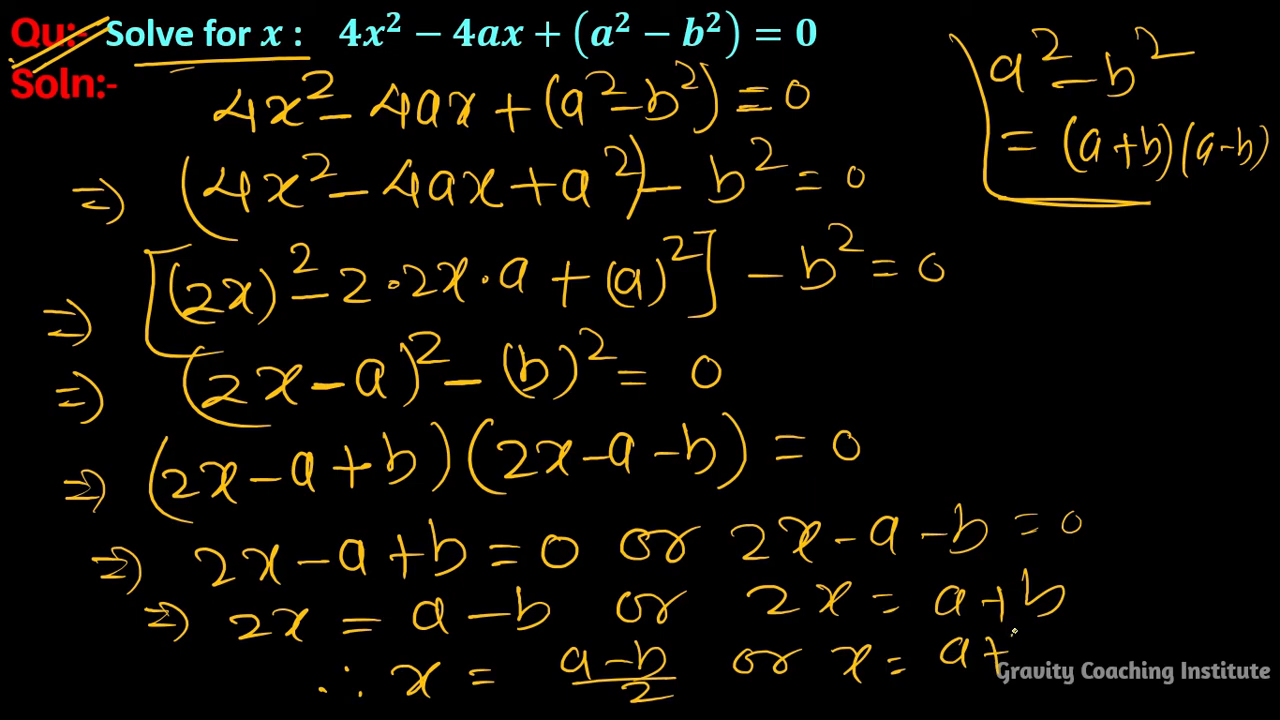 Qu:- Solve for x : 4x² − 4ax + (a² − b²) = 0
Soln:-
4x² - 4ax + (a² - b²) = 0
a² - b²
= (a+b)(a-b)
=> (4x² - 4ax + a²) - b² = 0
=> [(2x)² - 2·2x·a + (a)²] - b² = 0
=> (2x - a)² - (b)² = 0
=> (2x - a + b)(2x - a - b) = 0
=> 2x - a + b = 0 or 2x - a - b = 0
=> 2x = a - b or 2x = a + b
∴ x = (a-b)/2 or x = a+
Gravity Coaching Institute